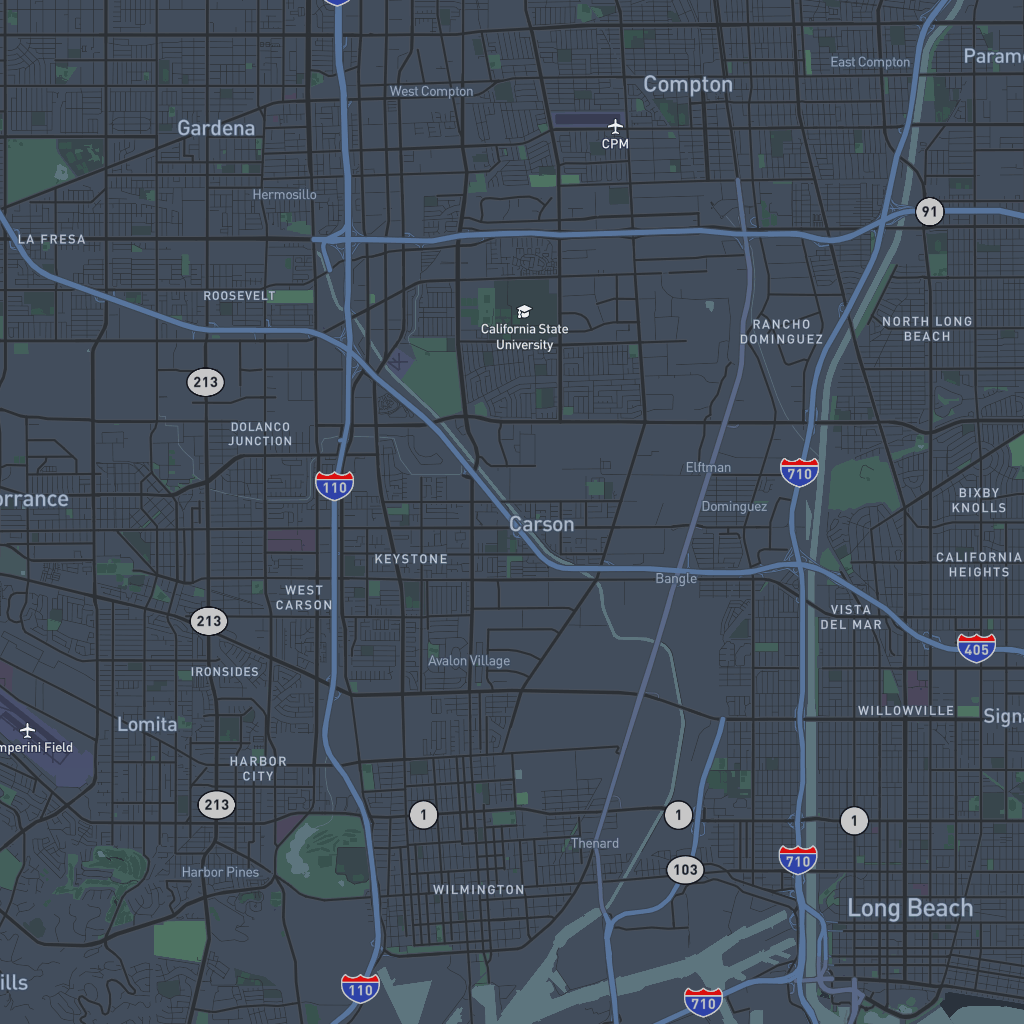 Compton
East Compton
Paramo
West Compton
Gardena
CPM
Hermosillo
91
LA FRESA
ROOSEVELT
California State
University
RANCHO
DOMINGUEZ
NORTH LONG
BEACH
213
DOLANCO
JUNCTION
Elftman
710
110
orrance
Dominguez
BIXBY
KNOLLS
Carson
KEYSTONE
CALIFORNIA
HEIGHTS
Bangle
WEST
CARSON
213
VISTA
DEL MAR
405
Avalon Village
IRONSIDES
WILLOWVILLE
Signa
Lomita
mperini Field
HARBOR
CITY
213
1
1
1
Thenard
710
103
Harbor Pines
WILMINGTON
Long Beach
ills
110
710